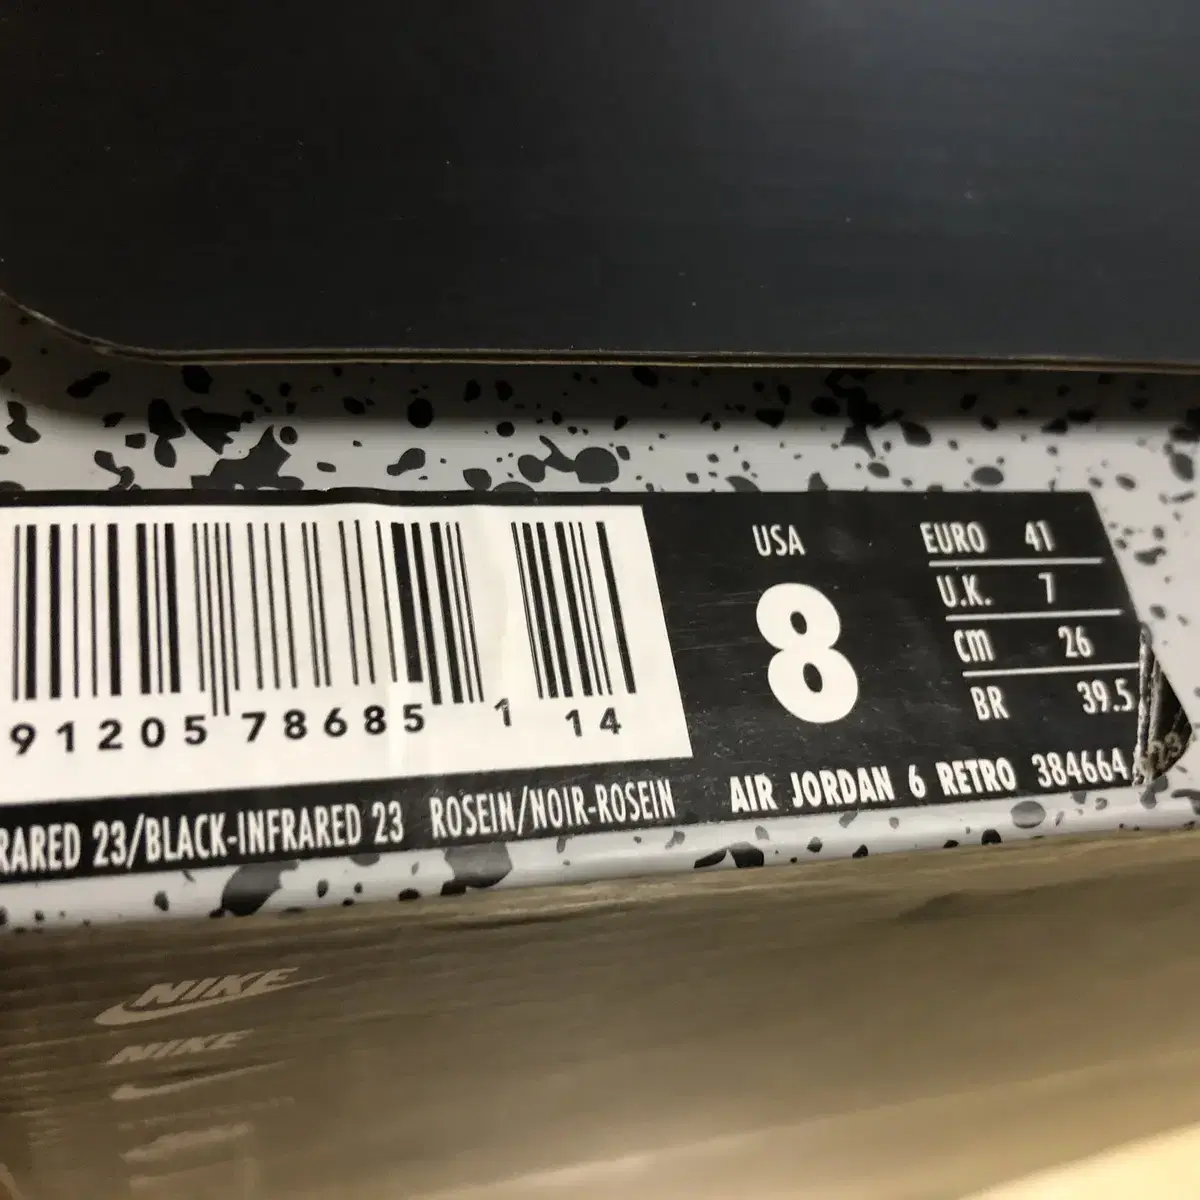 USA
8
EURO 41
U.K. 7
cm 26
BR 39.5
91205 78685 1 14
AIR JORDAN 6 RETRO 384664
RARED 23/BLACK-INFRARED 23 ROSEIN/NOIR-ROSEIN
NIKE
NIKE